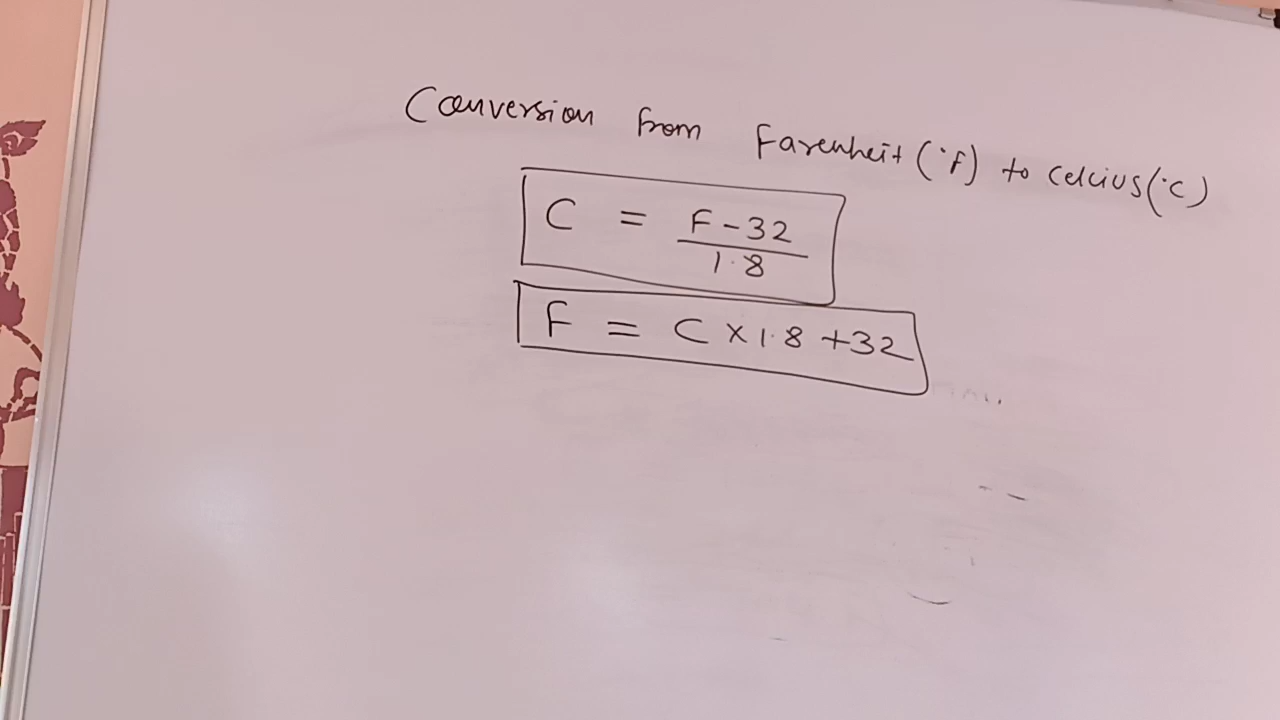 Conversion from Farenheit (°F) to Celcius (°C)
C = F - 32 / 1.8
F = C × 1.8 + 32